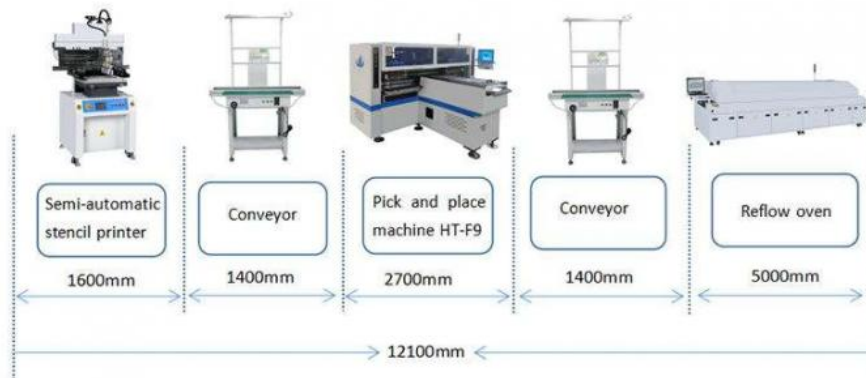 Semi-automatic
stencil printer
Conveyor
Pick and place
machine HT-F9
Conveyor
Reflow oven
1600mm
1400mm
2700mm
1400mm
5000mm
12100mm